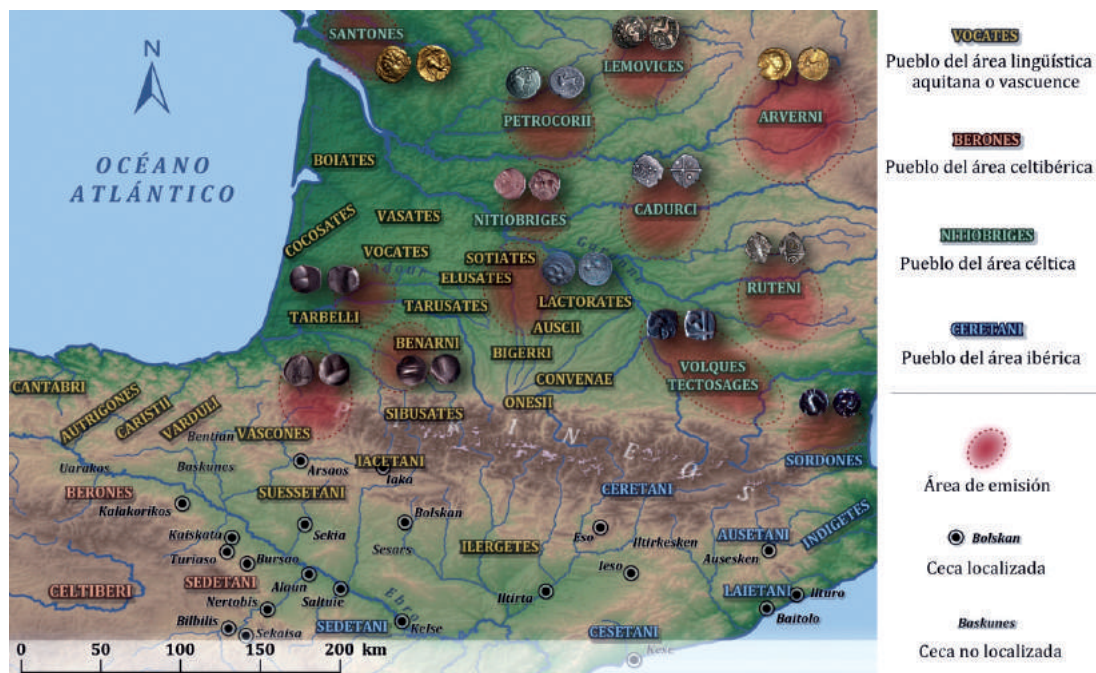 SANTONES
LEMOVICES
N
PETROCORII
ARVERNI
OCÉANO
ATLÁNTICO
BOIATES
NITIOBRIGES
CADURCI
COCOSATES
VASATES
VOCATES
SOTIATES
Garonne
Adour
ELUSATES
RUTENI
TARBELLI
TARUSATES
LACTORATES
AUSCII
BENARNI
BIGERRI
VOLQUES
TECTOSAGES
CONVENAE
CANTABRI
AUTRIGONES
CARISTII
VARDULI
ONESII
SIBUSATES
PIRINEOS
Bentian
VASCONES
SORDONES
Uarakos
Baskunes
Arsaos
IACETANI
Iaka
BERONES
SUESSETANI
CERETANI
Kalakorikos
Bolskan
INDIGETES
Kaiskata
Sekia
AUSETANI
Turiaso
Bursao
Sesars
ILERGETES
Eso
Iltirkesken
Ausesken
SEDETANI
Alaun
Ieso
CELTIBERI
Nertobis
Saltuie
Iltirta
LAIETANI
Ilturo
Bilbilis
Ebro
Baitolo
Sekaisa
SEDETANI
Kelse
CESETANI
Kese
0 50 100 150 200 km
VOCATES
Pueblo del área lingüística
aquitana o vascuence
BERONES
Pueblo del área celtibérica
NITIOBRIGES
Pueblo del área céltica
CERETANI
Pueblo del área ibérica
Área de emisión
Bolskan
Ceca localizada
Baskunes
Ceca no localizada